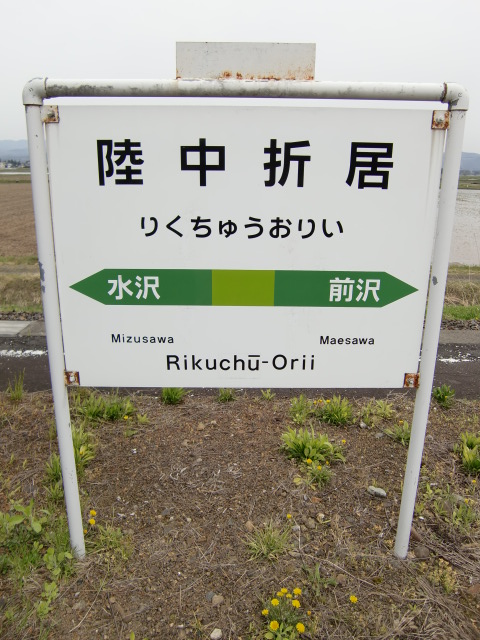 陸中折居
りくちゅうおりい
水沢 前沢
Mizusawa Maesawa
Rikuchū-Orii